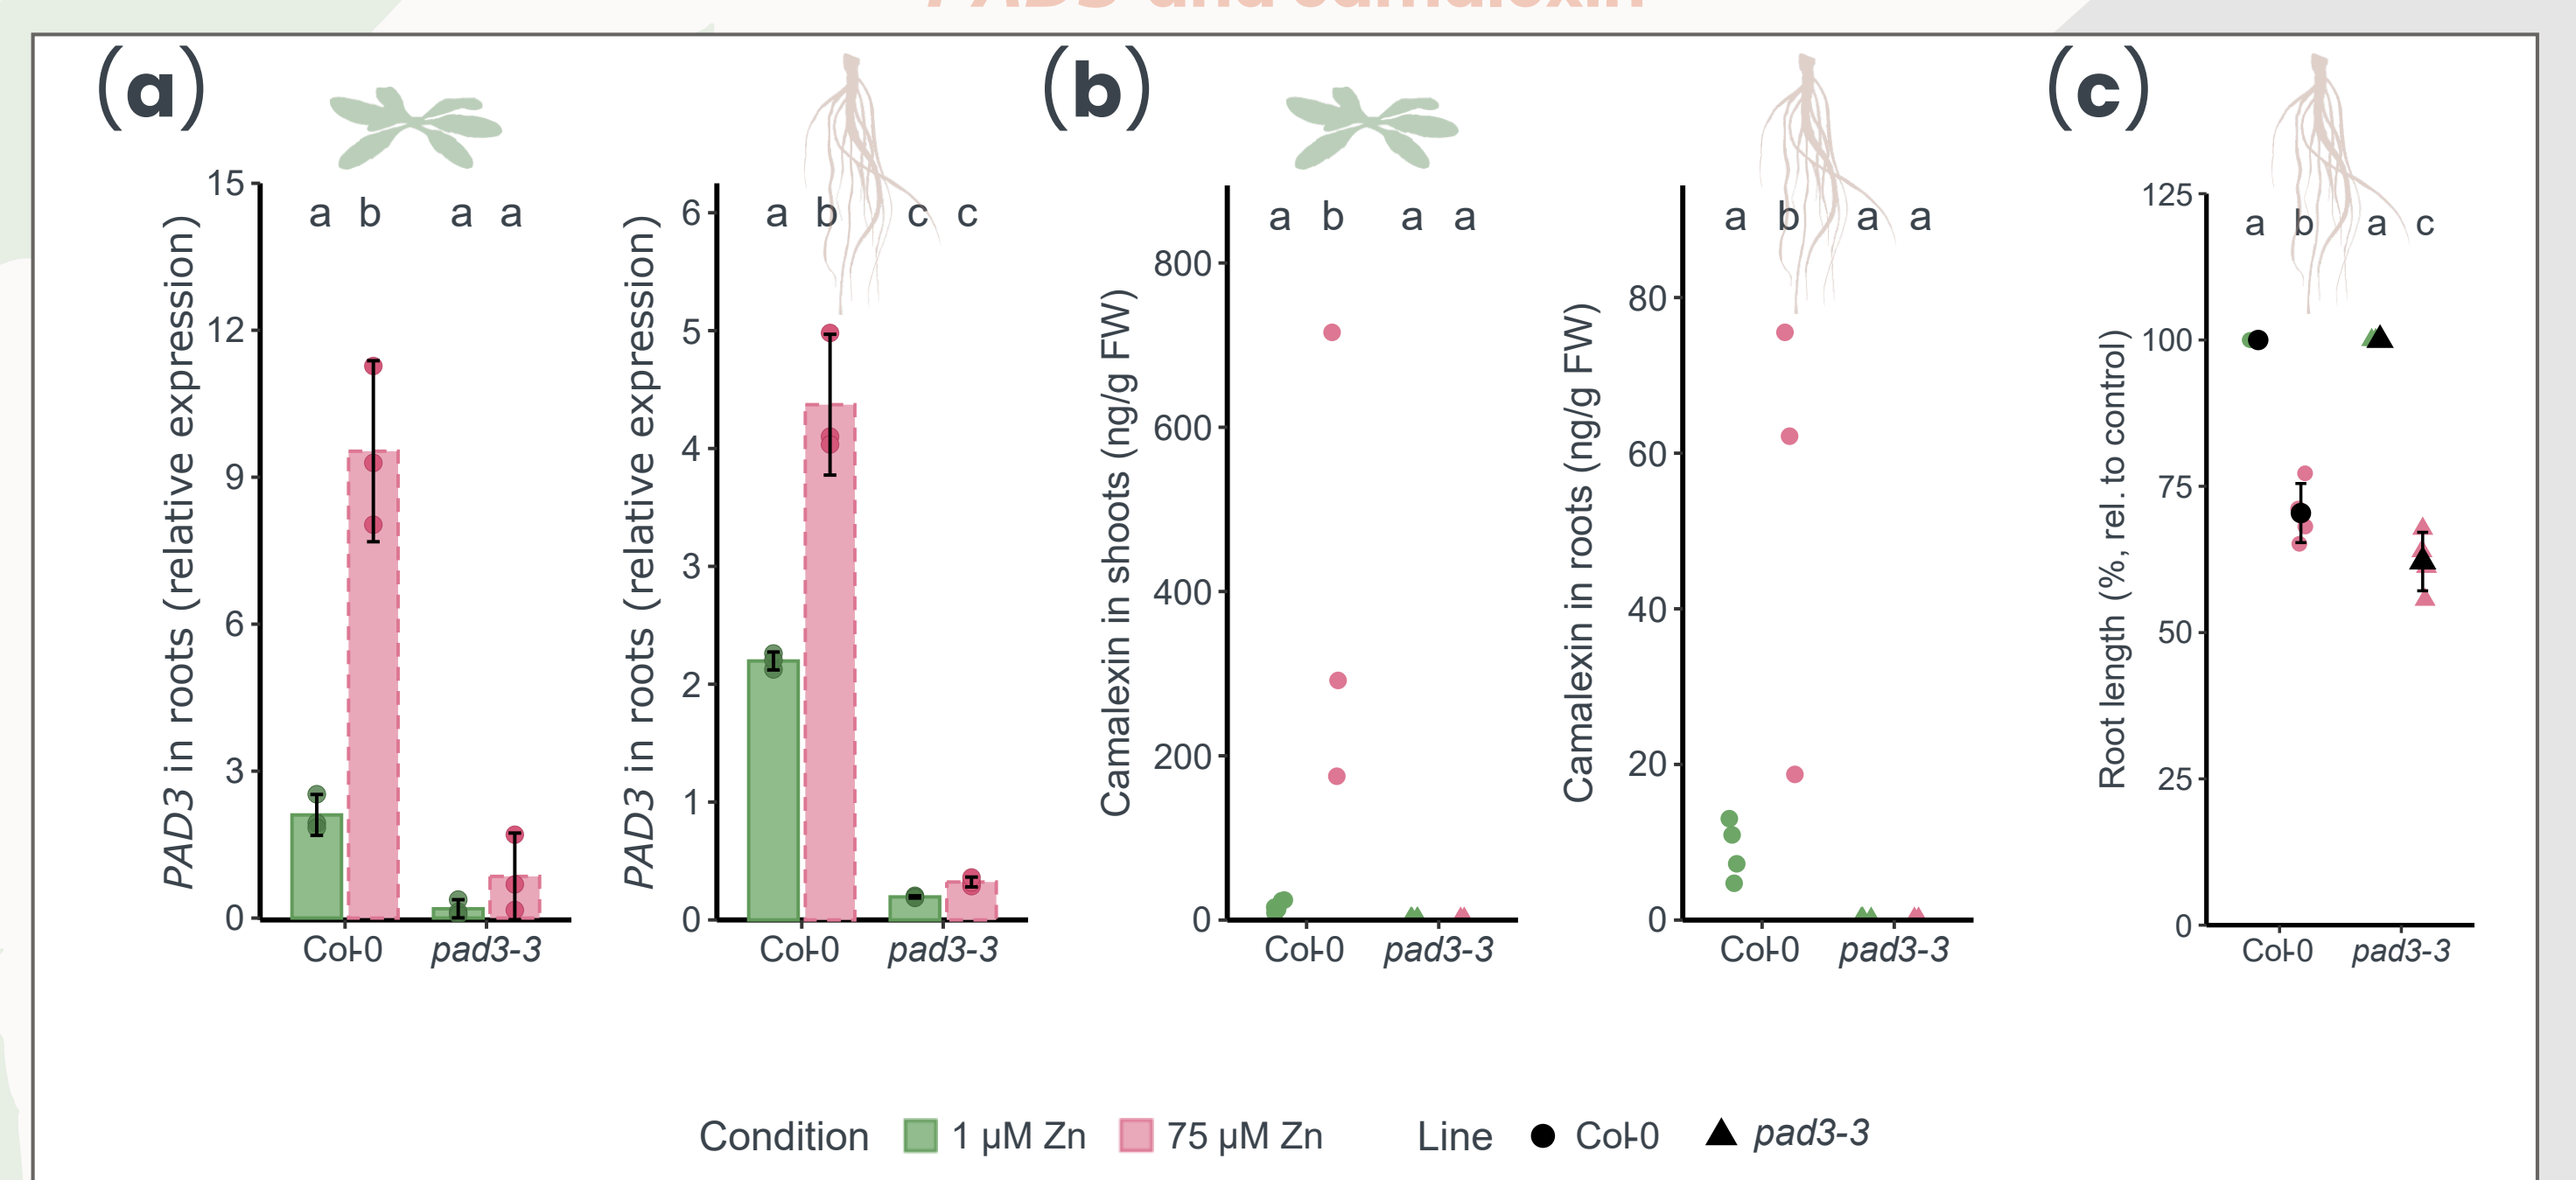 PAD3 and camalexin
(a)
(b)
(c)
PAD3 in roots (relative expression)
15
12
9
6
3
0
a b a a
Col-0 pad3-3
PAD3 in roots (relative expression)
6
5
4
3
2
1
0
a b c c
Col-0 pad3-3
Camalexin in shoots (ng/g FW)
800
600
400
200
0
a b a a
Col-0 pad3-3
Camalexin in roots (ng/g FW)
80
60
40
20
0
a b a a
Col-0 pad3-3
Root length (%, rel. to control)
125
100
75
50
25
0
a b a c
Col-0 pad3-3
Condition 1 µM Zn 75 µM Zn Line Col-0 pad3-3